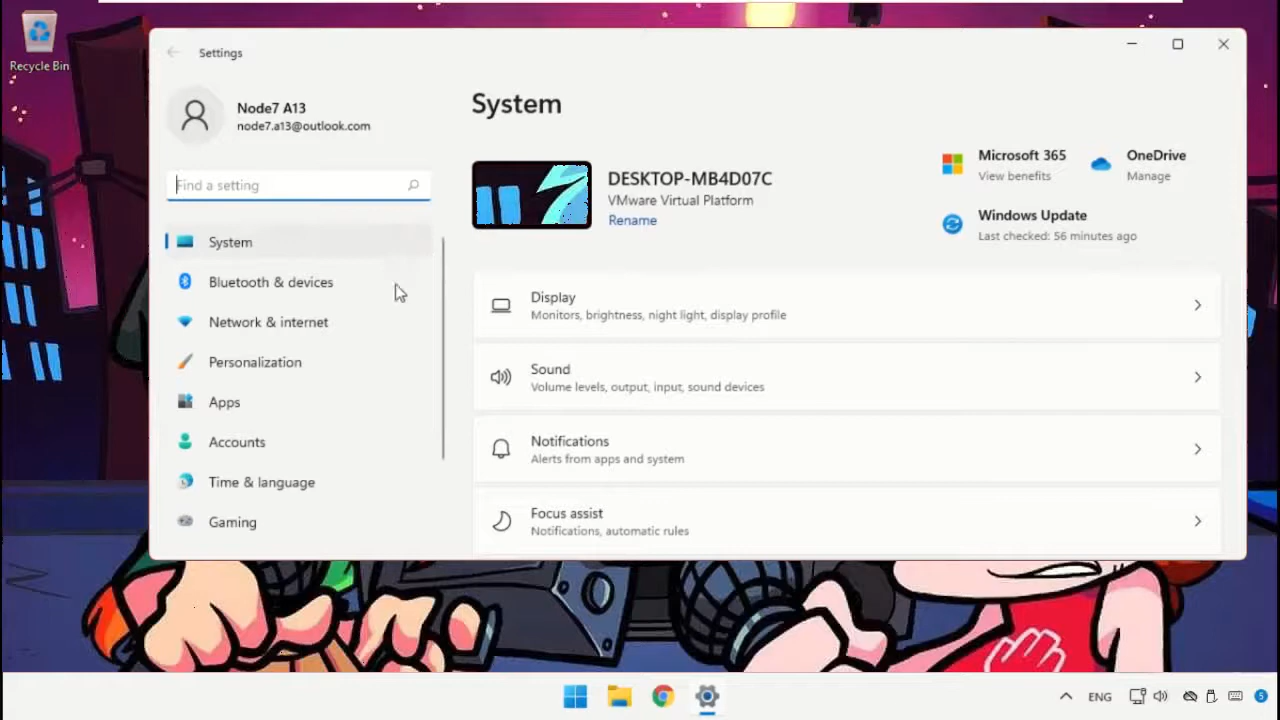 Recycle Bin
Settings
Node7 A13
node7.a13@outlook.com
Find a setting
System
Bluetooth & devices
Network & internet
Personalization
Apps
Accounts
Time & language
Gaming
System
DESKTOP-MB4D07C
VMware Virtual Platform
Rename
Microsoft 365
View benefits
OneDrive
Manage
Windows Update
Last checked: 56 minutes ago
Display
Monitors, brightness, night light, display profile
Sound
Volume levels, output, input, sound devices
Notifications
Alerts from apps and system
Focus assist
Notifications, automatic rules
ENG
5